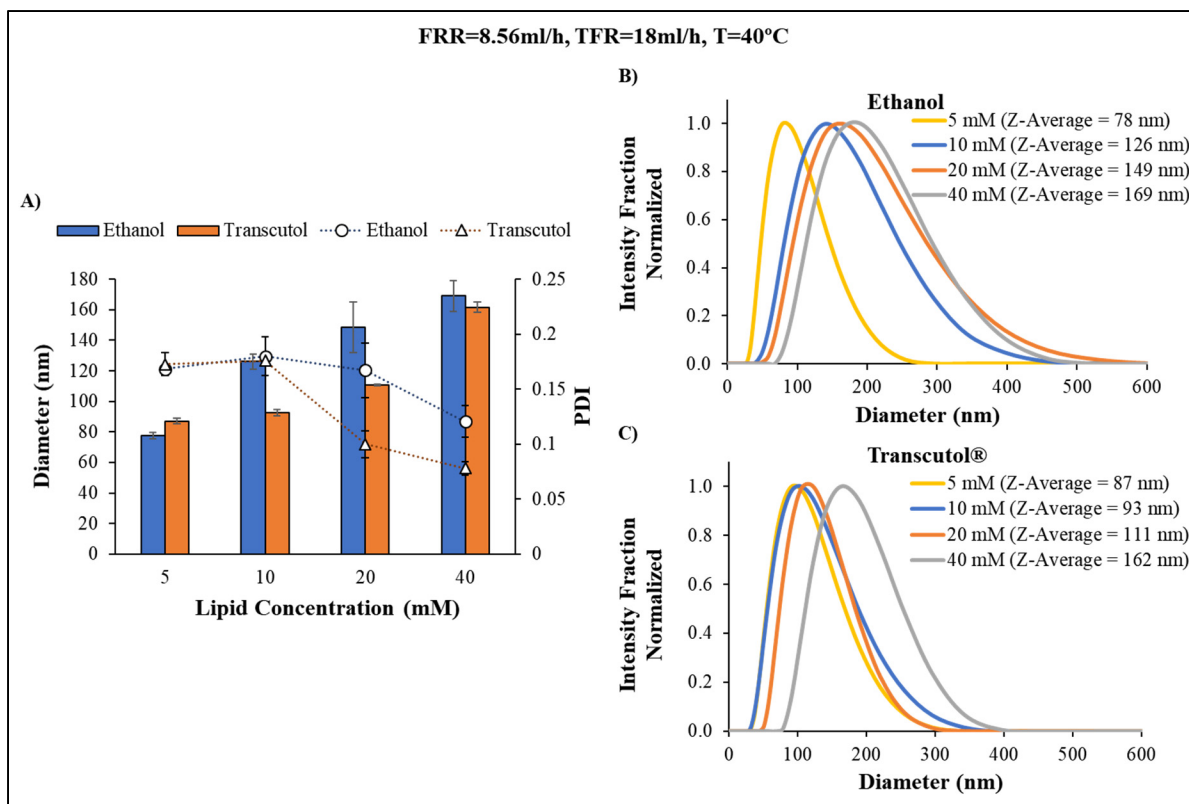 FRR=8.56ml/h, TFR=18ml/h, T=40ºC
A)
Ethanol Transcutol Ethanol Transcutol
Diameter (nm)
180
160
140
120
100
80
60
40
20
0
PDI
0.25
0.2
0.15
0.1
0.05
0
5 10 20 40
Lipid Concentration (mM)
B)
Ethanol
5 mM (Z-Average = 78 nm)
10 mM (Z-Average = 126 nm)
20 mM (Z-Average = 149 nm)
40 mM (Z-Average = 169 nm)
Intensity Fraction
Normalized
1.0
0.8
0.6
0.4
0.2
0.0
0 100 200 300 400 500 600
Diameter (nm)
C)
Transcutol®
5 mM (Z-Average = 87 nm)
10 mM (Z-Average = 93 nm)
20 mM (Z-Average = 111 nm)
40 mM (Z-Average = 162 nm)
Intensity Fraction
Normalized
1.0
0.8
0.6
0.4
0.2
0.0
0 100 200 300 400 500 600
Diameter (nm)